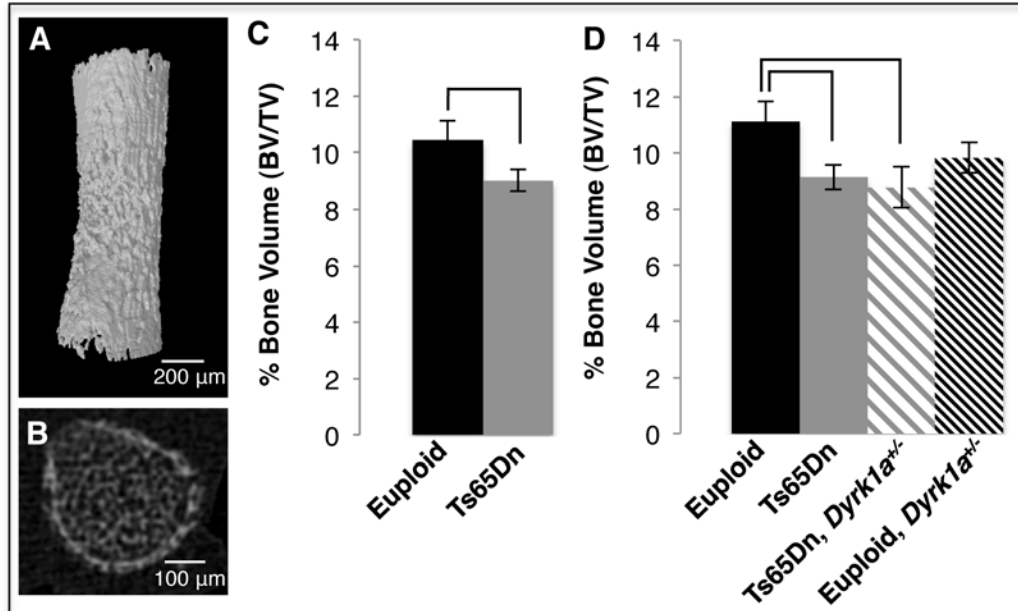 A
200 µm
B
100 µm
C
% Bone Volume (BV/TV)
14
12
10
8
6
4
2
0
Euploid
Ts65Dn
D
% Bone Volume (BV/TV)
14
12
10
8
6
4
2
0
Euploid
Ts65Dn
Ts65Dn, Dyrk1a+/-
Euploid, Dyrk1a+/-